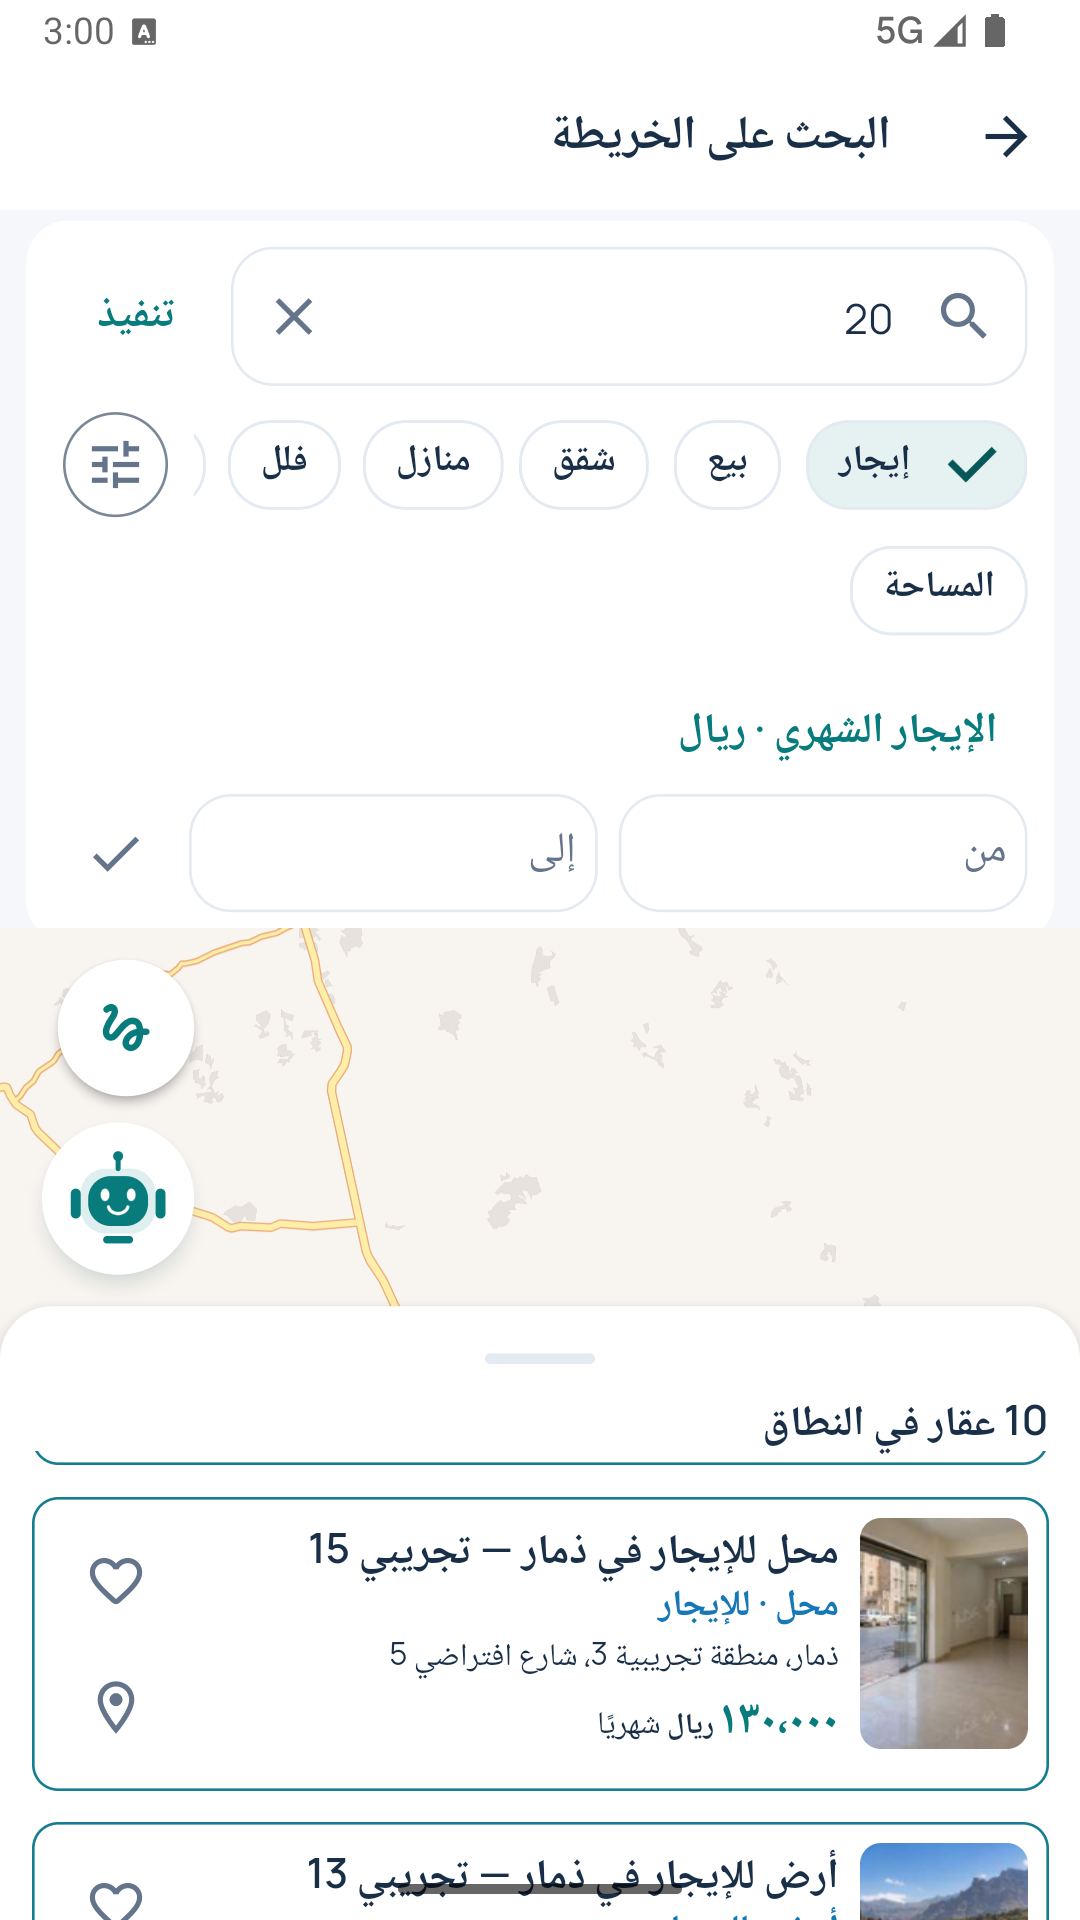 3:00
5G
البحث على الخريطة
20
تنفيذ
إيجار
بيع
شقق
منازل
فلل
المساحة
الإيجار الشهري · ريال
من
إلى
10 عقار في النطاق
محل للإيجار في ذمار — تجريبي 15
محل · للإيجار
ذمار، منطقة تجريبية 3، شارع افتراضي 5
١٣٠،٠٠٠ ريال شهريًا
أرض للإيجار في ذمار — تجريبي 13